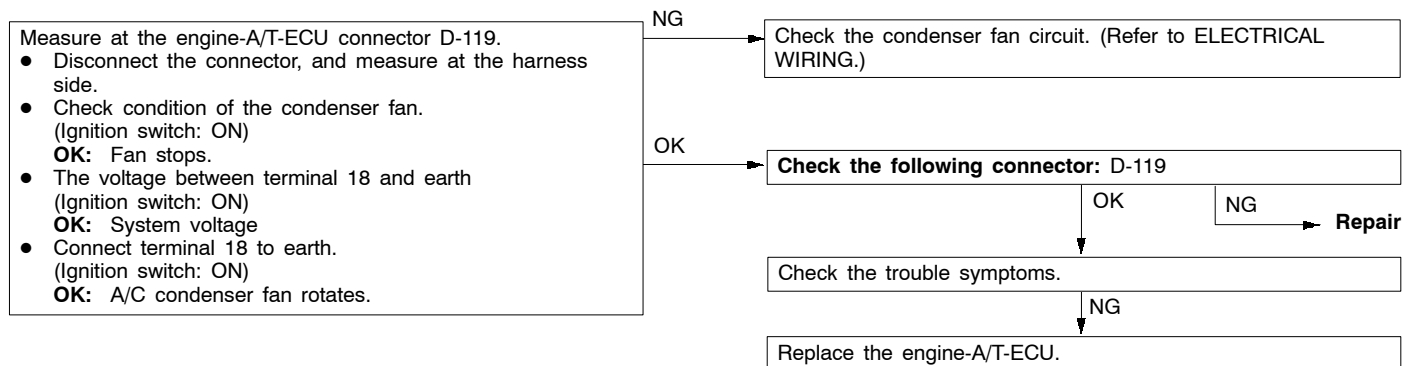 Measure at the engine-A/T-ECU connector D-119.
● Disconnect the connector, and measure at the harness
side.
● Check condition of the condenser fan.
(Ignition switch: ON)
OK: Fan stops.
● The voltage between terminal 18 and earth
(Ignition switch: ON)
OK: System voltage
● Connect terminal 18 to earth.
(Ignition switch: ON)
OK: A/C condenser fan rotates.
NG
Check the condenser fan circuit. (Refer to ELECTRICAL
WIRING.)
OK
Check the following connector: D-119
OK
NG
Repair
Check the trouble symptoms.
NG
Replace the engine-A/T-ECU.